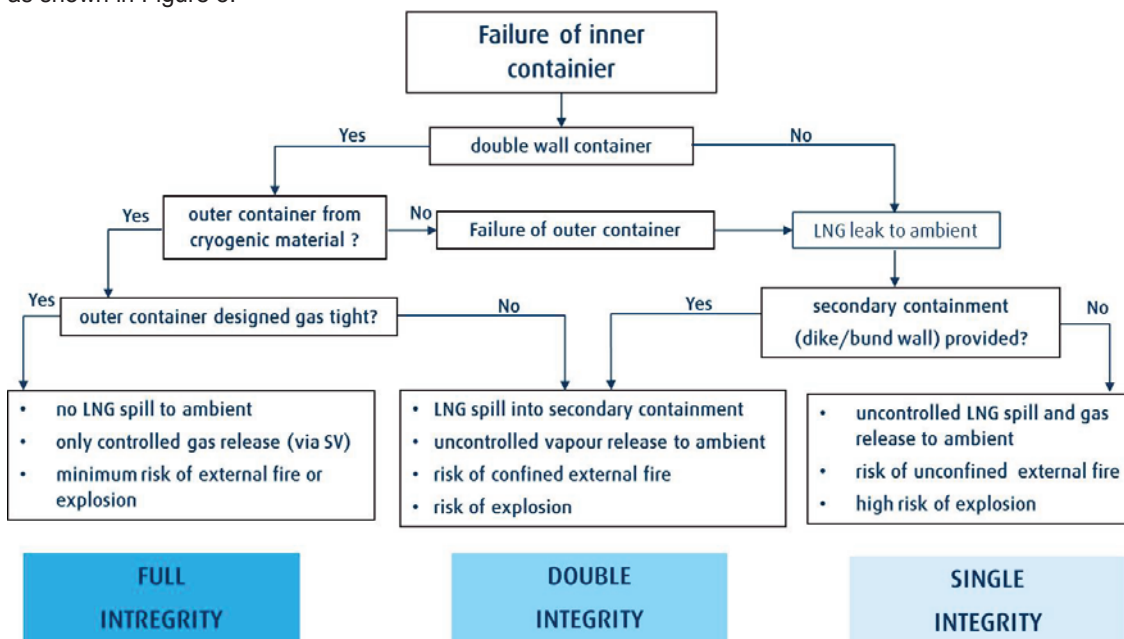 as shown in Figure 3.
Failure of inner
containier
Yes
double wall container
No
Yes
outer container from
cryogenic material ?
No
Failure of outer container
LNG leak to ambient
Yes
outer container designed gas tight?
No
Yes
secondary containment
(dike/bund wall) provided?
No
• no LNG spill to ambient
• only controlled gas release (via SV)
• minimum risk of external fire or
explosion
• LNG spill into secondary containment
• uncontrolled vapour release to ambient
• risk of confined external fire
• risk of explosion
• uncontrolled LNG spill and gas
release to ambient
• risk of unconfined external fire
• high risk of explosion
FULL
INTREGRITY
DOUBLE
INTEGRITY
SINGLE
INTEGRITY